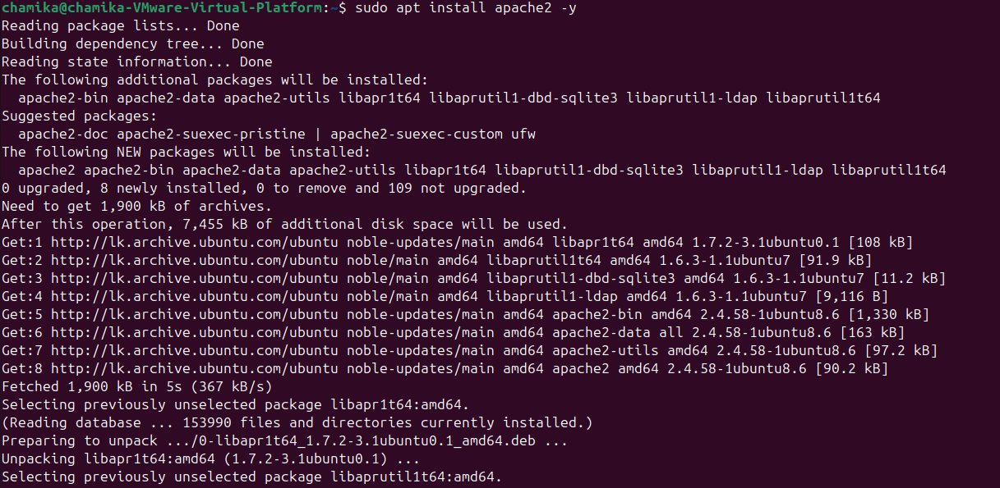 chamika@chamika-VMware-Virtual-Platform:~$ sudo apt install apache2 -y
Reading package lists... Done
Building dependency tree... Done
Reading state information... Done
The following additional packages will be installed:
  apache2-bin apache2-data apache2-utils libapr1t64 libaprutil1-dbd-sqlite3 libaprutil1-ldap libaprutil1t64
Suggested packages:
  apache2-doc apache2-suexec-pristine | apache2-suexec-custom ufw
The following NEW packages will be installed:
  apache2 apache2-bin apache2-data apache2-utils libapr1t64 libaprutil1-dbd-sqlite3 libaprutil1-ldap libaprutil1t64
0 upgraded, 8 newly installed, 0 to remove and 109 not upgraded.
Need to get 1,900 kB of archives.
After this operation, 7,455 kB of additional disk space will be used.
Get:1 http://lk.archive.ubuntu.com/ubuntu noble-updates/main amd64 libapr1t64 amd64 1.7.2-3.1ubuntu0.1 [108 kB]
Get:2 http://lk.archive.ubuntu.com/ubuntu noble/main amd64 libaprutil1t64 amd64 1.6.3-1.1ubuntu7 [91.9 kB]
Get:3 http://lk.archive.ubuntu.com/ubuntu noble/main amd64 libaprutil1-dbd-sqlite3 amd64 1.6.3-1.1ubuntu7 [11.2 kB]
Get:4 http://lk.archive.ubuntu.com/ubuntu noble/main amd64 libaprutil1-ldap amd64 1.6.3-1.1ubuntu7 [9,116 B]
Get:5 http://lk.archive.ubuntu.com/ubuntu noble-updates/main amd64 apache2-bin amd64 2.4.58-1ubuntu8.6 [1,330 kB]
Get:6 http://lk.archive.ubuntu.com/ubuntu noble-updates/main amd64 apache2-data all 2.4.58-1ubuntu8.6 [163 kB]
Get:7 http://lk.archive.ubuntu.com/ubuntu noble-updates/main amd64 apache2-utils amd64 2.4.58-1ubuntu8.6 [97.2 kB]
Get:8 http://lk.archive.ubuntu.com/ubuntu noble-updates/main amd64 apache2 amd64 2.4.58-1ubuntu8.6 [90.2 kB]
Fetched 1,900 kB in 5s (367 kB/s)
Selecting previously unselected package libapr1t64:amd64.
(Reading database ... 153990 files and directories currently installed.)
Preparing to unpack .../0-libapr1t64_1.7.2-3.1ubuntu0.1_amd64.deb ...
Unpacking libapr1t64:amd64 (1.7.2-3.1ubuntu0.1) ...
Selecting previously unselected package libaprutil1t64:amd64.